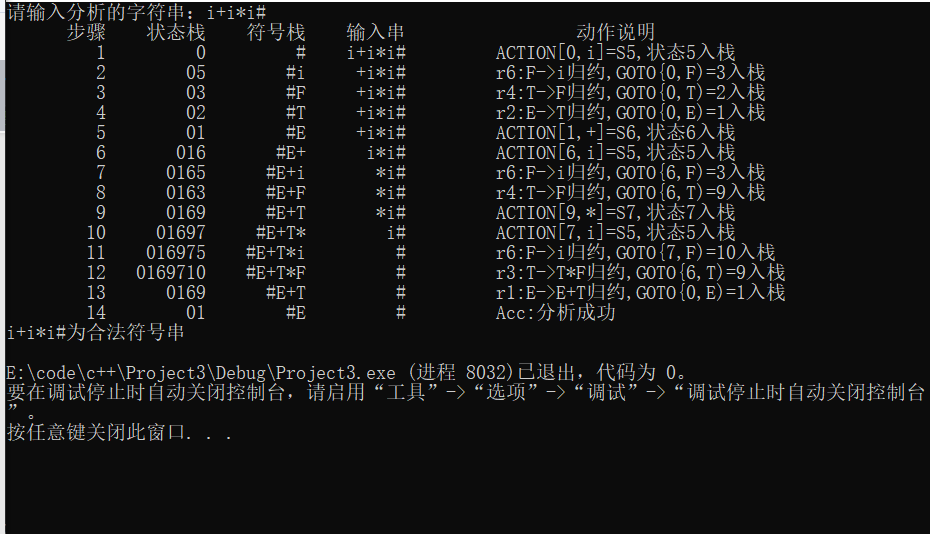 请输入分析的字符串：i+i*i#
步骤 状态栈 符号栈 输入串 动作说明
1 0 # i+i*i# ACTION[0,i]=S5,状态5入栈
2 05 #i +i*i# r6:F->i归约,GOTO{0,F)=3入栈
3 03 #F +i*i# r4:T->F归约,GOTO{0,T)=2入栈
4 02 #T +i*i# r2:E->T归约,GOTO{0,E)=1入栈
5 01 #E +i*i# ACTION[1,+]=S6,状态6入栈
6 016 #E+ i*i# ACTION[6,i]=S5,状态5入栈
7 0165 #E+i *i# r6:F->i归约,GOTO{6,F)=3入栈
8 0163 #E+F *i# r4:T->F归约,GOTO{6,T)=9入栈
9 0169 #E+T *i# ACTION[9,*]=S7,状态7入栈
10 01697 #E+T* i# ACTION[7,i]=S5,状态5入栈
11 016975 #E+T*i # r6:F->i归约,GOTO{7,F)=10入栈
12 0169710 #E+T*F # r3:T->T*F归约,GOTO{6,T)=9入栈
13 0169 #E+T # r1:E->E+T归约,GOTO{0,E)=1入栈
14 01 #E # Acc:分析成功
i+i*i#为合法符号串
E:\code\c++\Project3\Debug\Project3.exe (进程 8032)已退出，代码为 0。
要在调试停止时自动关闭控制台，请启用“工具”->“选项”->“调试”->“调试停止时自动关闭控制台
”。
按任意键关闭此窗口. . .